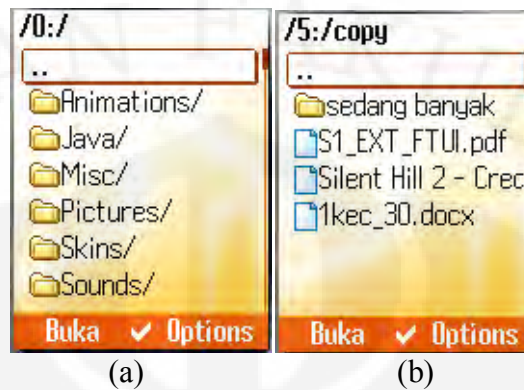 /0:/
..
Animations/
Java/
Misc/
Pictures/
Skins/
Sounds/
Buka Options
(a)
/5:/copy
..
sedang banyak
S1_EXT_FTUI.pdf
Silent Hill 2 - Crec
1kec_30.docx
Buka Options
(b)